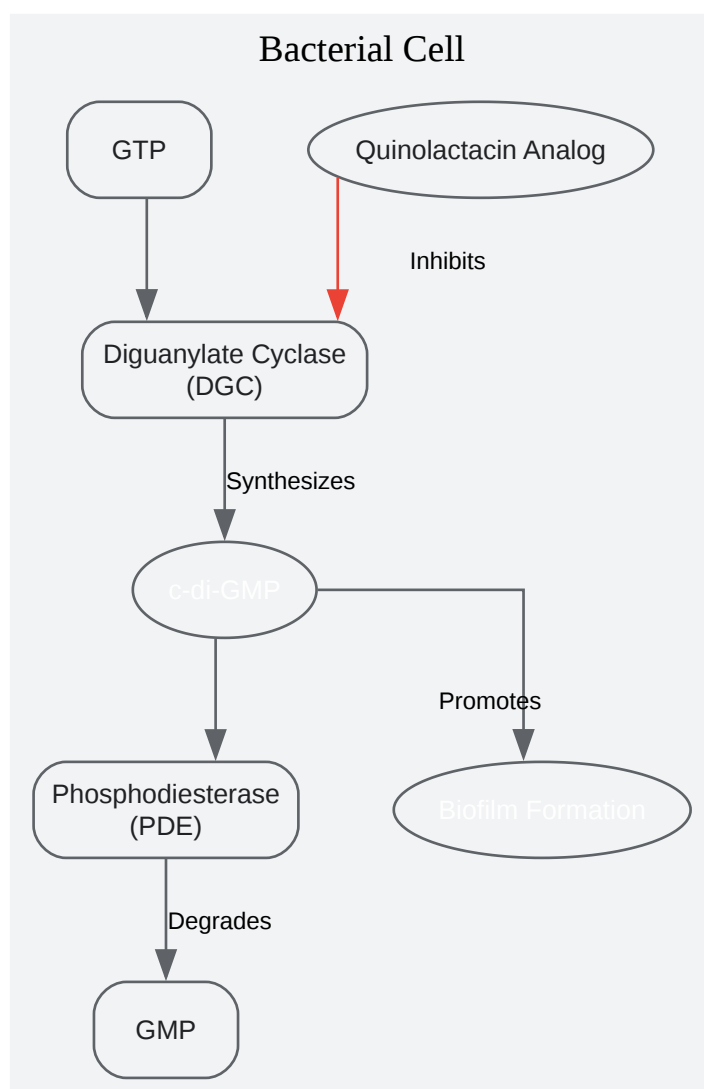 Bacterial Cell
GTP
Quinolactacin Analog
Inhibits
Diguanylate Cyclase
(DGC)
Synthesizes
c-di-GMP
Promotes
Phosphodiesterase
(PDE)
Biofilm Formation
Degrades
GMP